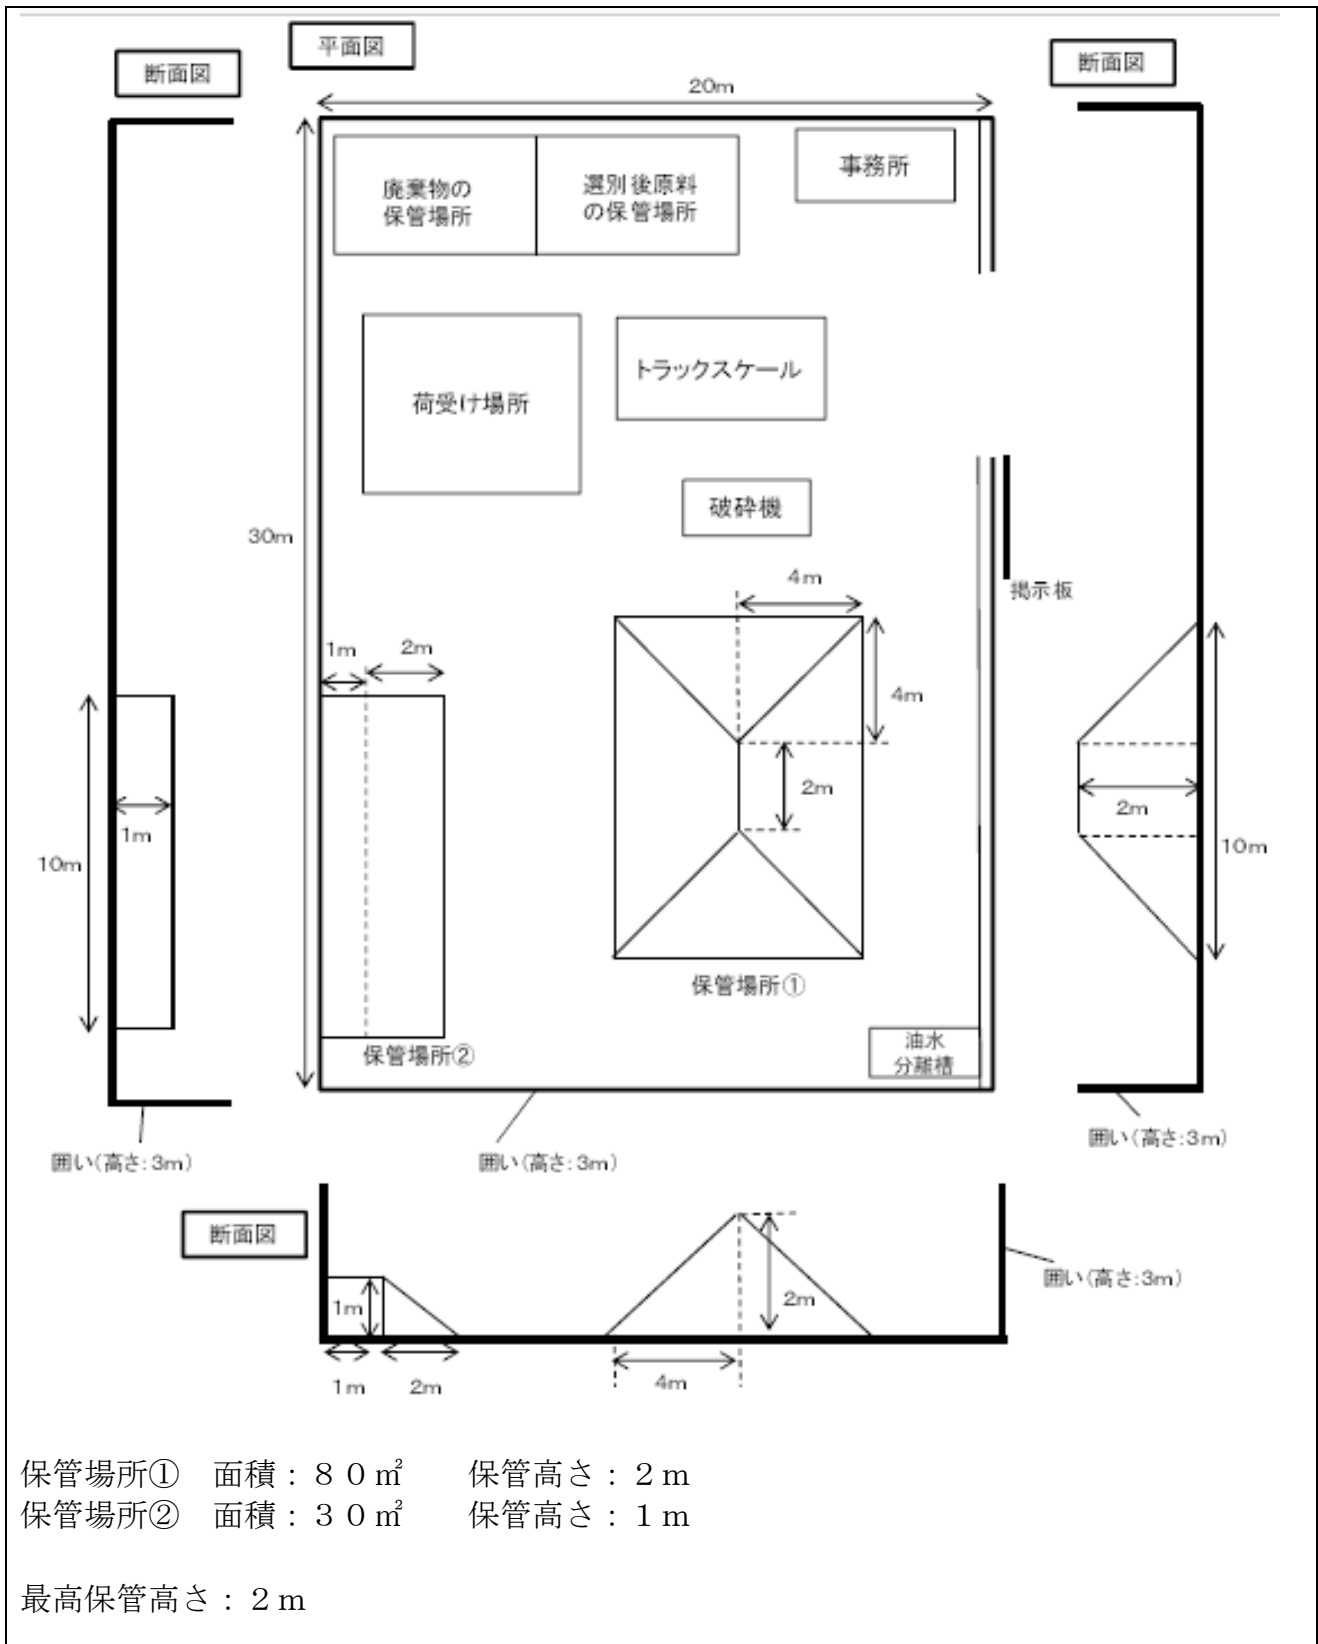 平面図
断面図
断面図
20m
廃棄物の
保管場所
選別後原料
の保管場所
事務所
荷受け場所
トラックスケール
破砕機
30m
掲示板
4m
4m
1m
2m
2m
1m
10m
2m
10m
保管場所①
保管場所②
油水
分離槽
囲い(高さ:3m)
囲い(高さ:3m)
囲い(高さ:3m)
断面図
1m
2m
囲い(高さ:3m)
1m
2m
4m
保管場所① 面積：８０㎡ 保管高さ：２ｍ
保管場所② 面積：３０㎡ 保管高さ：１ｍ
最高保管高さ：２ｍ